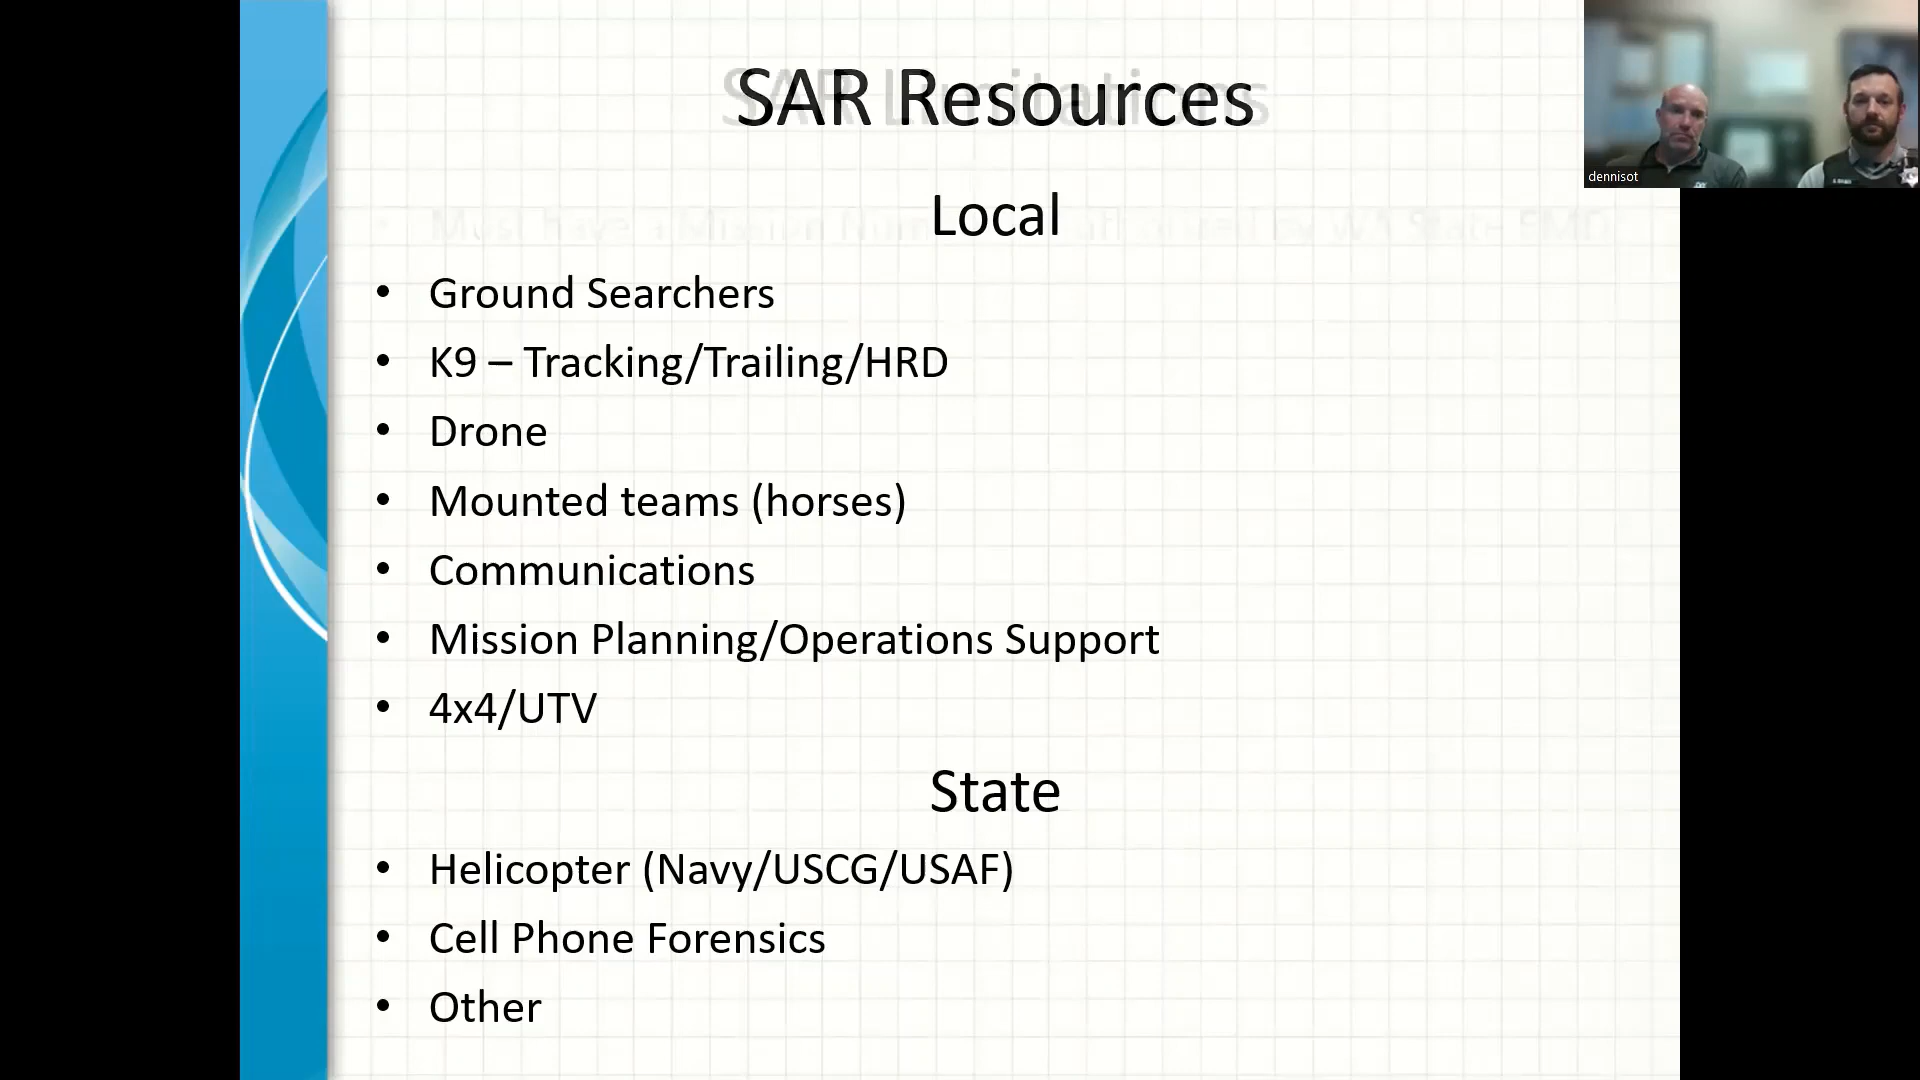 SAR Resources
Local
• Ground Searchers
• K9 – Tracking/Trailing/HRD
• Drone
• Mounted teams (horses)
• Communications
• Mission Planning/Operations Support
• 4x4/UTV
State
• Helicopter (Navy/USCG/USAF)
• Cell Phone Forensics
• Other
dennisot